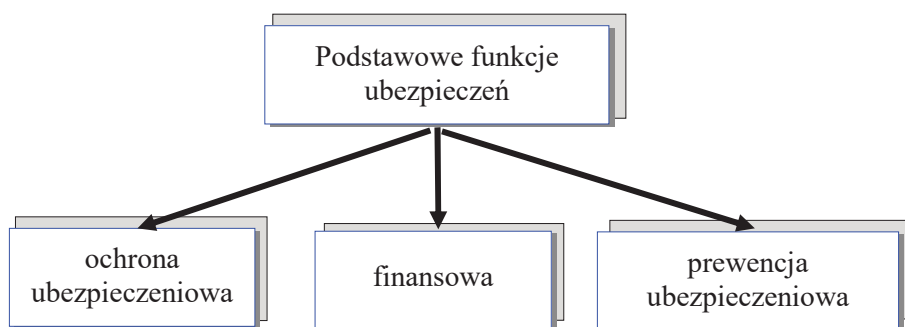 Podstawowe funkcje
ubezpieczeń
ochrona
ubezpieczeniowa
finansowa
prewencja
ubezpieczeniowa